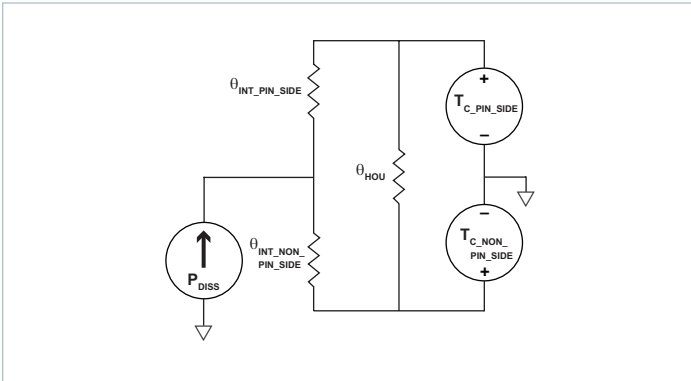 θINT_PIN_SIDE
+
TC_PIN_SIDE
–
θHOU
–
TC_NON_
PIN_SIDE
+
θINT_NON_
PIN_SIDE
PDISS